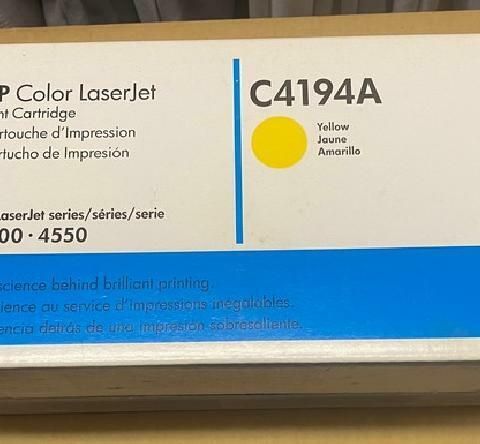 P Color LaserJet
nt Cartridge
rtouche d'Impression
rtucho de Impresión
LaserJet series/séries/serie
00 · 4550
C4194A
Yellow
Jaune
Amarillo
science behind brilliant printing.
ience au service d'impressions inégalables.
encia detrás de una impresión sobresaliente.